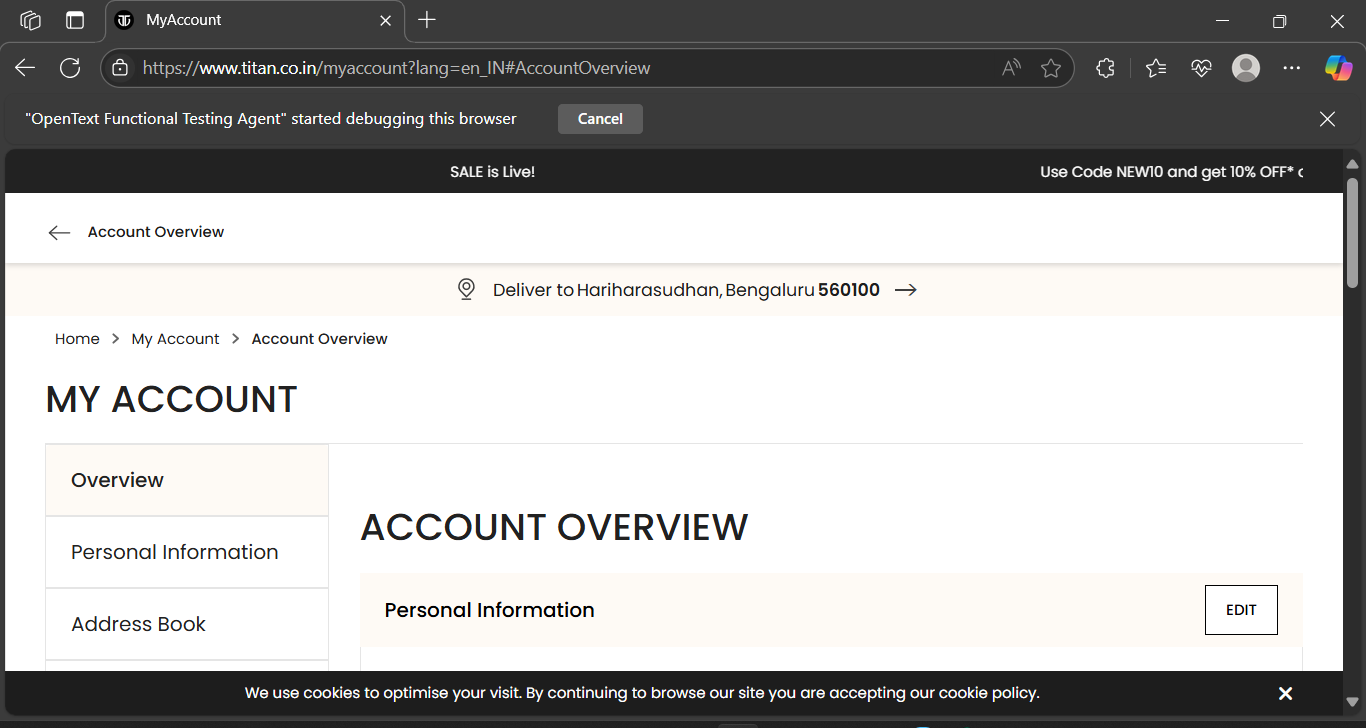 MyAccount
https://www.titan.co.in/myaccount?lang=en_IN#AccountOverview
"OpenText Functional Testing Agent" started debugging this browser
Cancel
SALE is Live!
Use Code NEW10 and get 10% OFF*
Account Overview
Deliver to Hariharasudhan, Bengaluru 560100
Home > My Account > Account Overview
MY ACCOUNT
Overview
Personal Information
Address Book
ACCOUNT OVERVIEW
Personal Information
EDIT
We use cookies to optimise your visit. By continuing to browse our site you are accepting our cookie policy.